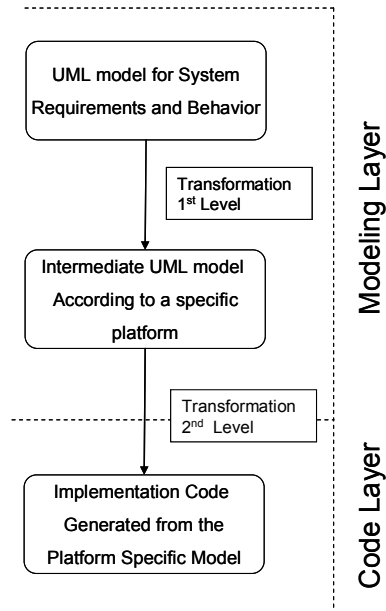 UML model for System
Requirements and Behavior
Transformation
1st Level
Intermediate UML model
According to a specific
platform
Transformation
2nd Level
Implementation Code
Generated from the
Platform Specific Model
Modeling Layer
Code Layer